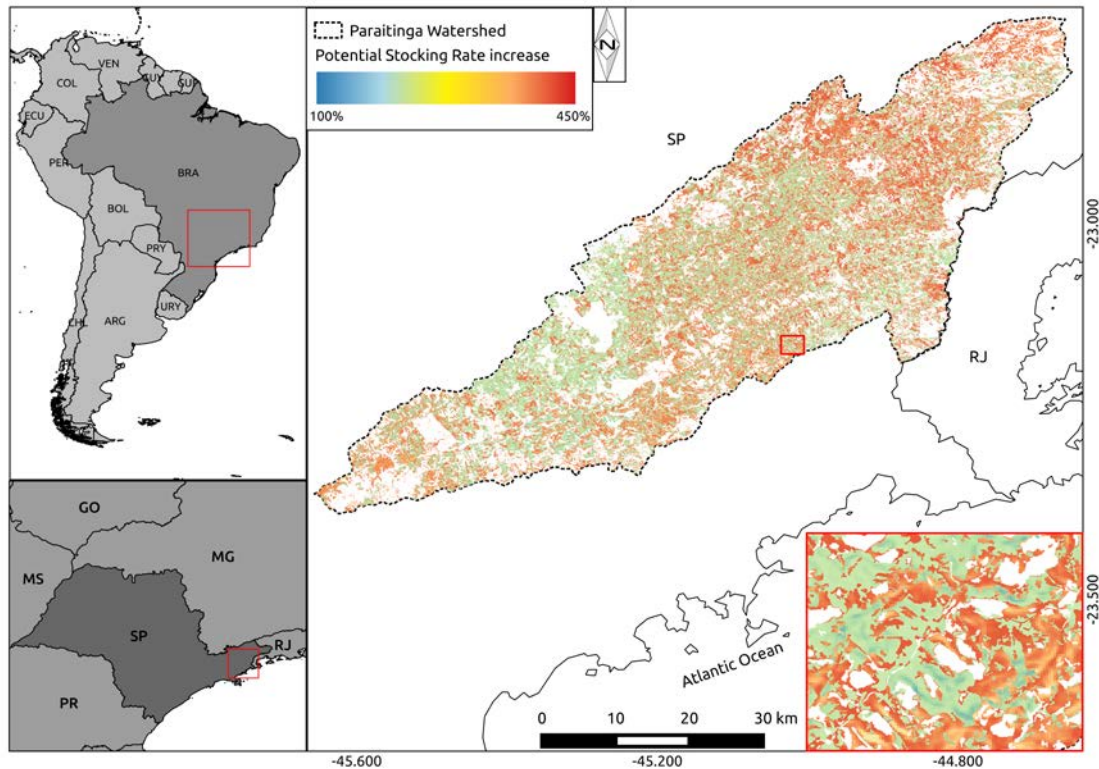 Paraitinga Watershed
Potential Stocking Rate increase
100%
450%
N
VEN
COL
GUY
SUR
ECU
PER
BRA
BOL
PRY
URY
ARG
CHL
GO
MG
MS
SP
RJ
PR
SP
RJ
Atlantic Ocean
0
10
20
30 km
-23.000
-23.500
-45.600
-45.200
-44.800